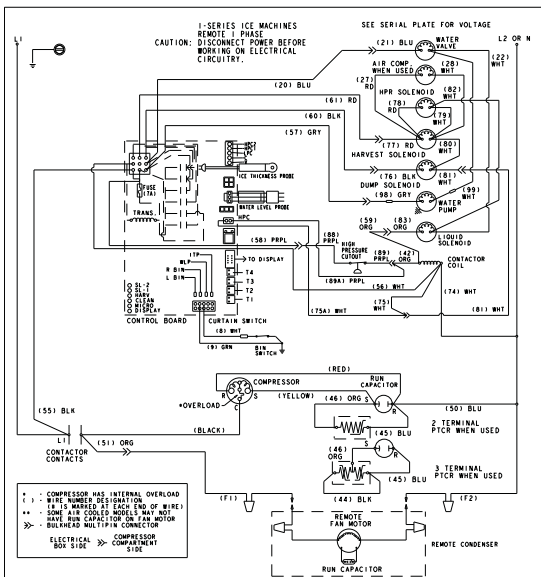 I-SERIES ICE MACHINES
REMOTE 1 PHASE
CAUTION: DISCONNECT POWER BEFORE
WORKING ON ELECTRICAL
CIRCUITRY.
SEE SERIAL PLATE FOR VOLTAGE
L1
L2 OR N
(21) BLU
WATER
VALVE
(22)
WHT
(20) BLU
AIR COMP.
WHEN USED
(28)
WHT
(27)
RD
HPR SOLENOID
(82)
WHT
(61) RD
(78)
RD
(79)
WHT
(60) BLK
(57) GRY
(77) RD
HARVEST SOLENOID
(80)
WHT
(76) BLK
DUMP SOLENOID
(81)
WHT
(98) GRY
WATER
PUMP
(99)
WHT
FUSE
(7A)
TRANS.
ICE THICKNESS PROBE
WATER LEVEL PROBE
HPC
(59)
ORG
(83)
ORG
LIQUID
SOLENOID
(58) PRPL
(88)
PRPL
HIGH
PRESSURE
CUTOUT
(89)
PRPL
(42)
ORG
CONTACTOR
COIL
TO DISPLAY
(89A) PRPL
ITP
WLP
R BIN
L BIN
T4
T3
T2
T1
(56) WHT
(74) WHT
(75)
WHT
(75A) WHT
(81) WHT
SL-2
SL-1
HARV
CLEAN
MICRO
DISPLAY
CONTROL BOARD
CURTAIN SWITCH
(8) WHT
(9) GRN
BIN
SWITCH
(RED)
COMPRESSOR
R
S
C
(YELLOW)
RUN
CAPACITOR
(46) ORG
S
R
*OVERLOAD
(BLACK)
(50) BLU
(55) BLK
(45) BLU
2 TERMINAL
PTCR WHEN USED
L1
(51) ORG
CONTACTOR
CONTACTS
(46)
ORG
S
R
(45) BLU
3 TERMINAL
PTCR WHEN USED
(44) BLK
(F1)
(F2)
* - COMPRESSOR HAS INTERNAL OVERLOAD
( ) - WIRE NUMBER DESIGNATION
(# IS MARKED AT EACH END OF WIRE)
** - SOME AIR COOLED MODELS MAY NOT
HAVE RUN CAPACITOR ON FAN MOTOR
>>- - BULKHEAD MULTIPIN CONNECTOR
ELECTRICAL
BOX SIDE
>>-
COMPRESSOR
COMPARTMENT
SIDE
REMOTE
FAN MOTOR
REMOTE CONDENSER
RUN CAPACITOR